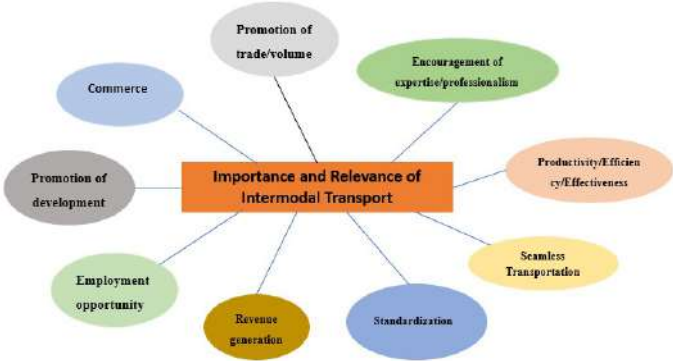 Promotion of
trade/volume
Encouragement of
expertise/professionalism
Commerce
Productivity/Efficien
cy/Effectiveness
Importance and Relevance of
Intermodal Transport
Promotion of
development
Seamless
Transportation
Employment
opportunity
Revenue
generation
Standardization